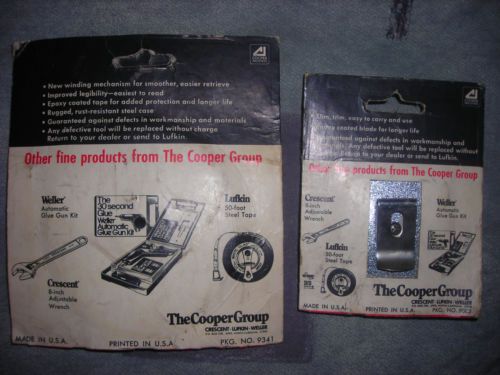 COOPER
• New winding mechanism for smoother, easier retrieve
• Improved legibility—easiest to read
• Epoxy coated tape for added protection and longer life
• Rugged, rust-resistant steel case
• Guaranteed against defects in workmanship and materials
• Any defective tool will be replaced without charge
Return to your dealer or send to Lufkin.
Other fine products from The Cooper Group
Weller
Automatic
Glue Gun Kit
The
30 second
Glue
Weller
Automatic
Glue Gun Kit
Lufkin
50-foot
Steel Tape
Crescent
8-inch
Adjustable
Wrench
TheCooperGroup
CRESCENT · LUFKIN · WELLER
MADE IN U.S.A.
PRINTED IN U.S.A.
PKG. NO. 9341
COOPER
Slim, trim, easy to carry and use
coated blade for longer life
Guaranteed against defects in workmanship and
Any defective tool will be replaced without
Return to your dealer or send to Lufkin.
Other fine products from The Cooper Group
Crescent
8-inch
Adjustable
Wrench
Weller
Automatic
Glue Gun Kit
Lufkin
50-foot
Steel Tape
TheCooperGroup
CRESCENT · LUFKIN · WELLER
MADE IN U.S.A.
PRINTED IN U.S.A.
PKG. NO.